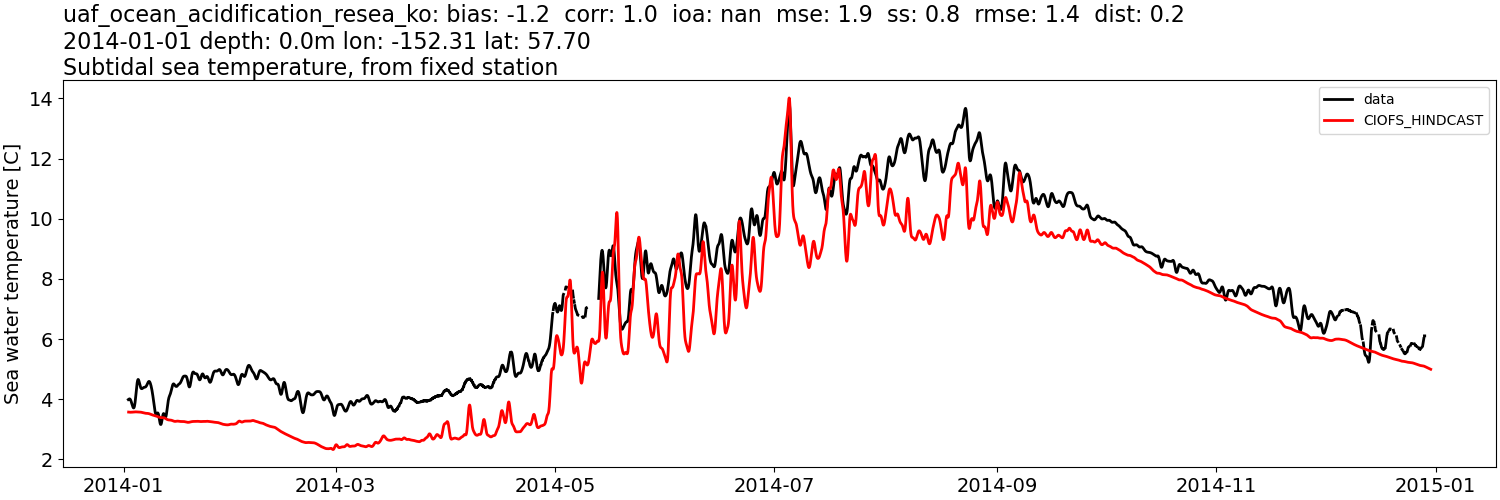 uaf_ocean_acidification_resea_ko: bias: -1.2  corr: 1.0  ioa: nan  mse: 1.9  ss: 0.8  rmse: 1.4  dist: 0.2
2014-01-01 depth: 0.0m lon: -152.31 lat: 57.70
Subtidal sea temperature, from fixed station
data
CIOFS_HINDCAST
Sea water temperature [C]
14
12
10
8
6
4
2
2014-01
2014-03
2014-05
2014-07
2014-09
2014-11
2015-01